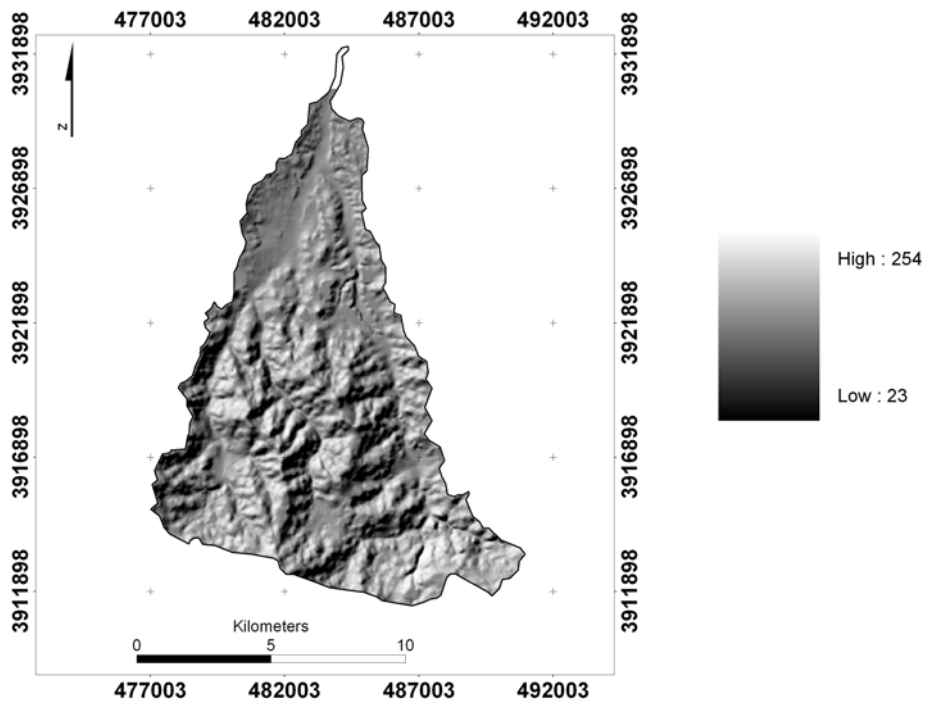 477003 482003 487003 492003
3931898 3931898
N
3926898 3926898
High : 254
3921898 3921898
Low : 23
3916898 3916898
3911898 3911898
Kilometers
0 5 10
477003 482003 487003 492003